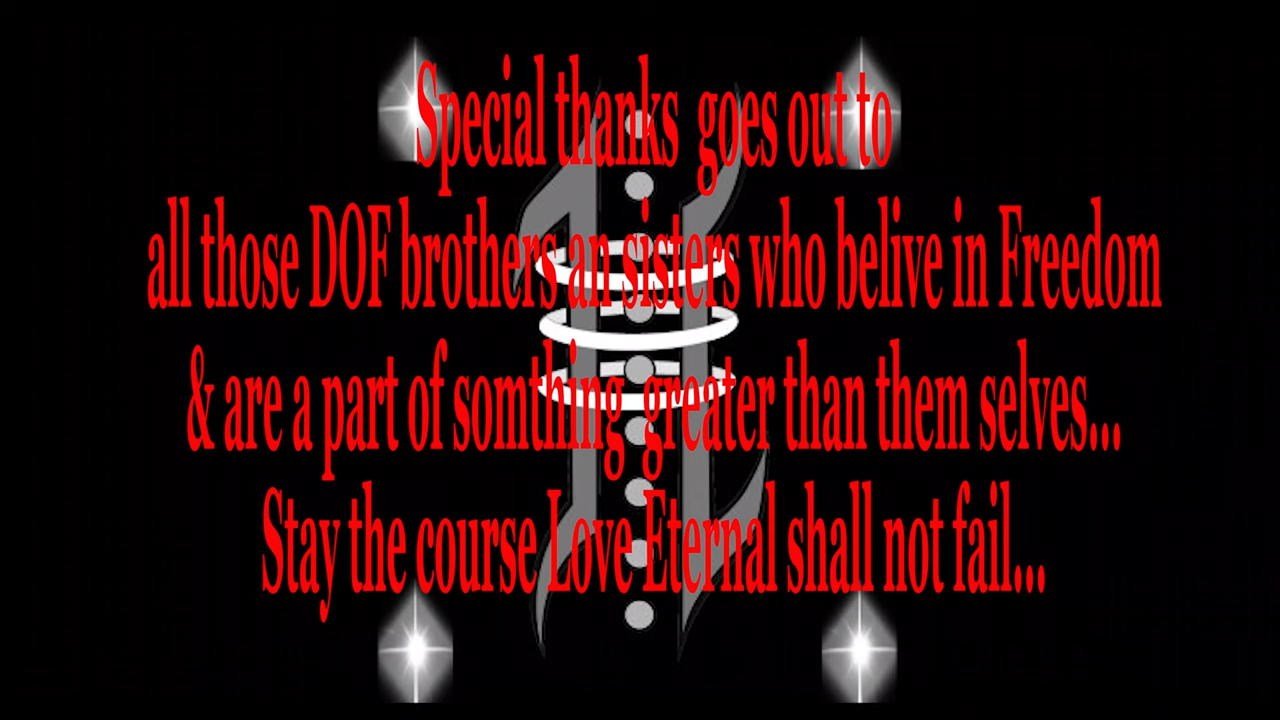 Special thanks  goes out to
all those DOF brothers an sisters who belive in Freedom
& are a part of somthing  greater than them selves...
Stay the course Love Eternal shall not fail...